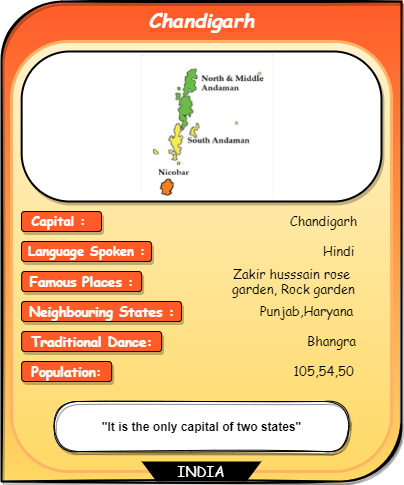 Chandigarh
North & Middle
Andaman
South Andaman
Nicobar
Capital : Chandigarh
Language Spoken : Hindi
Famous Places : Zakir husssain rose
garden, Rock garden
Neighbouring States : Punjab,Haryana
Traditional Dance: Bhangra
Population: 105,54,50
"It is the only capital of two states"
INDIA